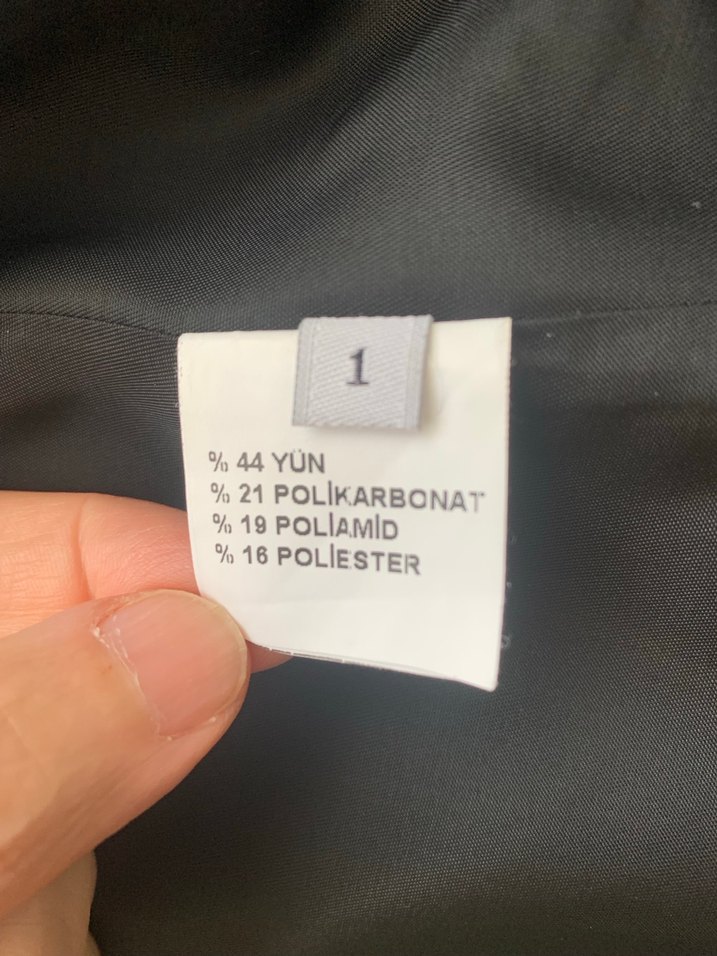 1
% 44 YÜN
% 21 POLİKARBONAT
% 19 POLİAMİD
% 16 POLİESTER